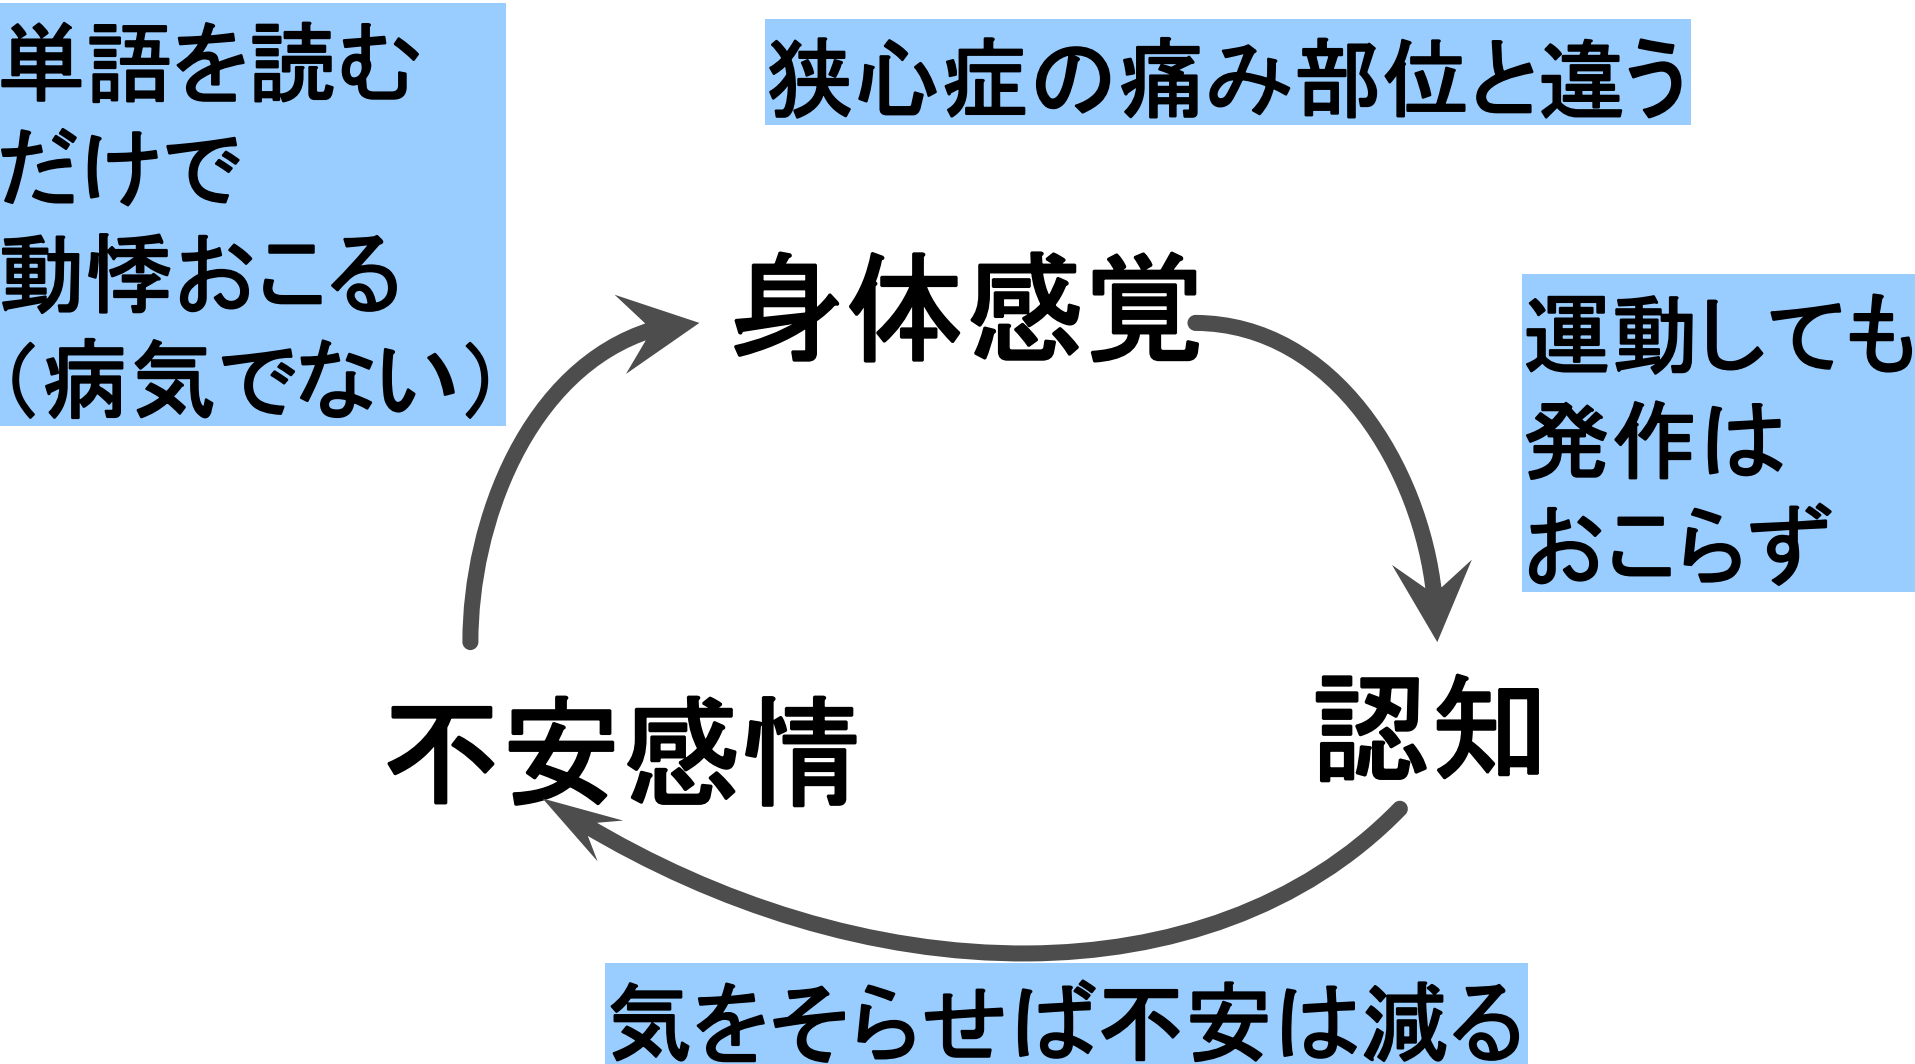 単語を読む
だけで
動悸おこる
（病気でない）
狭心症の痛み部位と違う
身体感覚
運動しても
発作は
おこらず
不安感情
認知
気をそらせば不安は減る